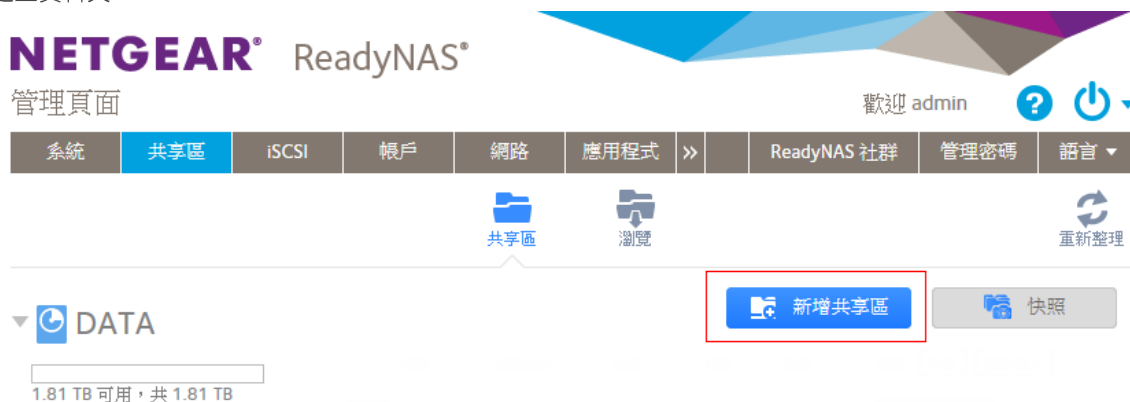 NETGEAR® ReadyNAS®
管理頁面
歡迎 admin ?
系統 共享區 iSCSI 帳戶 網路 應用程式 » ReadyNAS 社群 管理密碼 語言
共享區 瀏覽 重新整理
DATA 新增共享區 快照
1.81 TB 可用，共 1.81 TB